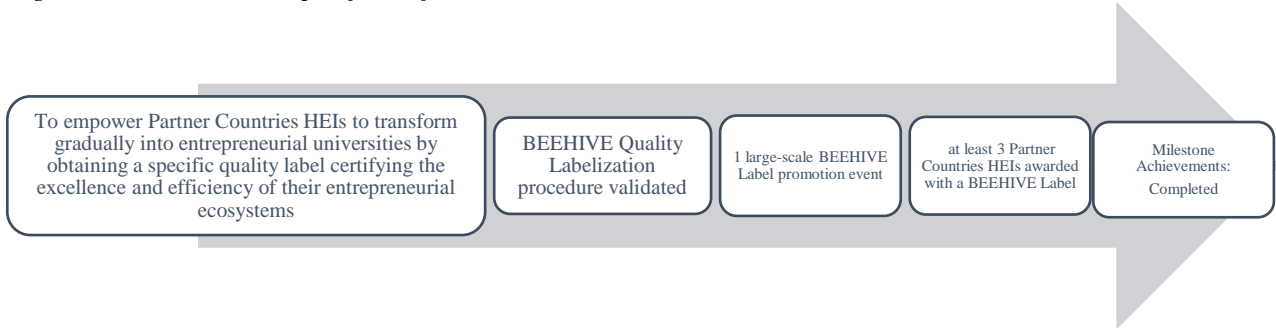 To empower Partner Countries HEIs to transform
gradually into entrepreneurial universities by
obtaining a specific quality label certifying the
excellence and efficiency of their entrepreneurial
ecosystems
BEEHIVE Quality
Labelization
procedure validated
1 large-scale BEEHIVE
Label promotion event
at least 3 Partner
Countries HEIs awarded
with a BEEHIVE Label
Milestone
Achievements:
Completed